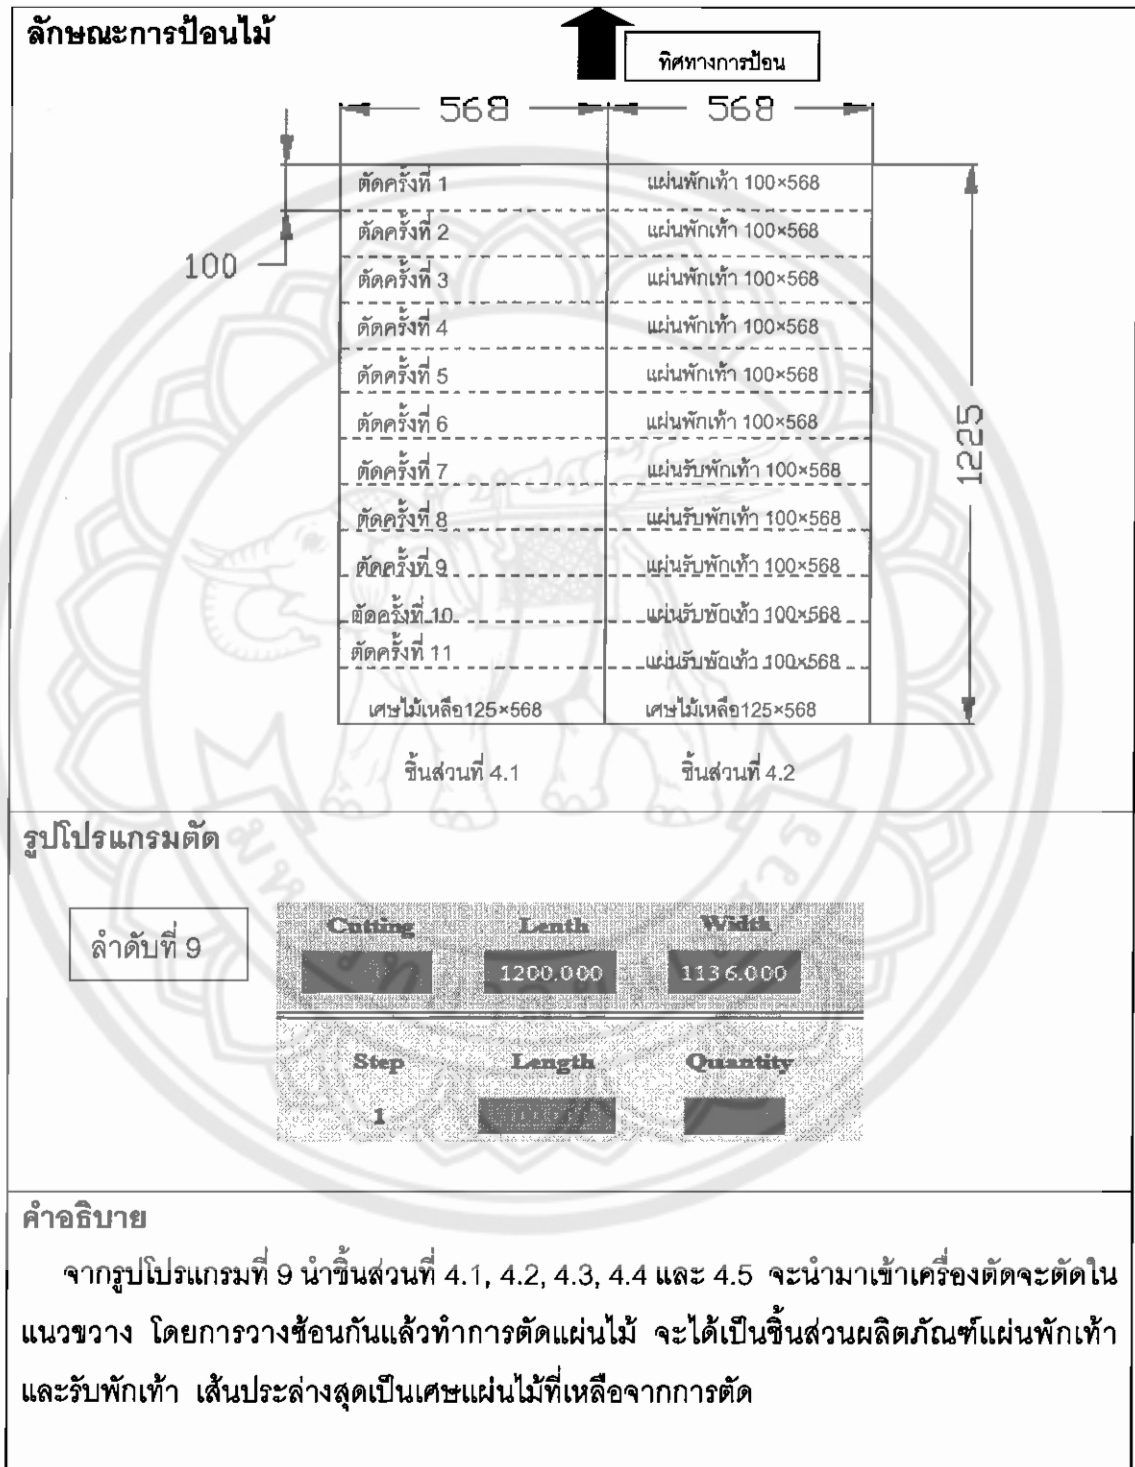 ลักษณะการป้อนไม้
ทิศทางการป้อน
568 568
ตัดครั้งที่ 1 แผ่นพักเท้า 100×568
ตัดครั้งที่ 2 แผ่นพักเท้า 100×568
100
ตัดครั้งที่ 3 แผ่นพักเท้า 100×568
ตัดครั้งที่ 4 แผ่นพักเท้า 100×568
ตัดครั้งที่ 5 แผ่นพักเท้า 100×568
ตัดครั้งที่ 6 แผ่นพักเท้า 100×568
1225
ตัดครั้งที่ 7 แผ่นรับพักเท้า 100×568
ตัดครั้งที่ 8 แผ่นรับพักเท้า 100×568
ตัดครั้งที่ 9 แผ่นรับพักเท้า 100×568
ตัดครั้งที่ 10 แผ่นรับพักเท้า 100×568
ตัดครั้งที่ 11 แผ่นรับพักเท้า 100×568
เศษไม้เหลือ125×568 เศษไม้เหลือ125×568
ชิ้นส่วนที่ 4.1 ชิ้นส่วนที่ 4.2
รูปโปรแกรมตัด
ลำดับที่ 9
Cutting Lenth Width
1200.000 1136.000
Step Length Quantity
1
คำอธิบาย
จากรูปโปรแกรมที่ 9 นำชิ้นส่วนที่ 4.1, 4.2, 4.3, 4.4 และ 4.5 จะนำมาเข้าเครื่องตัดจะตัดใน
แนวขวาง โดยการวางซ้อนกันแล้วทำการตัดแผ่นไม้ จะได้เป็นชิ้นส่วนผลิตภัณฑ์แผ่นพักเท้า
และรับพักเท้า เส้นประล่างสุดเป็นเศษแผ่นไม้ที่เหลือจากการตัด